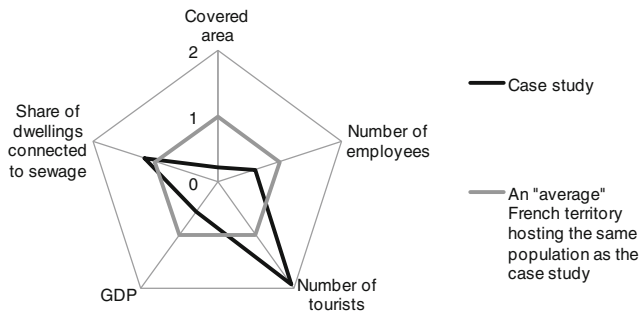 Covered
area
2
1
0
Number of
employees
Number of
tourists
GDP
Share of
dwellings
connected
to sewage
Case study
An "average"
French territory
hosting the same
population as the
case study